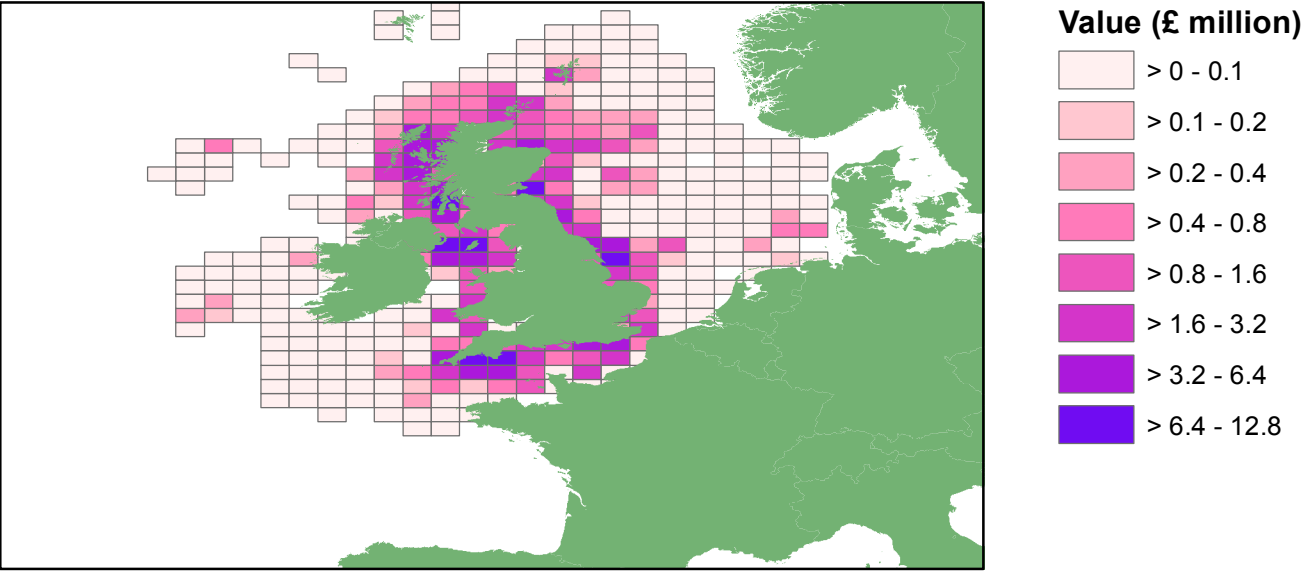 Value (£ million)
> 0 - 0.1
> 0.1 - 0.2
> 0.2 - 0.4
> 0.4 - 0.8
> 0.8 - 1.6
> 1.6 - 3.2
> 3.2 - 6.4
> 6.4 - 12.8